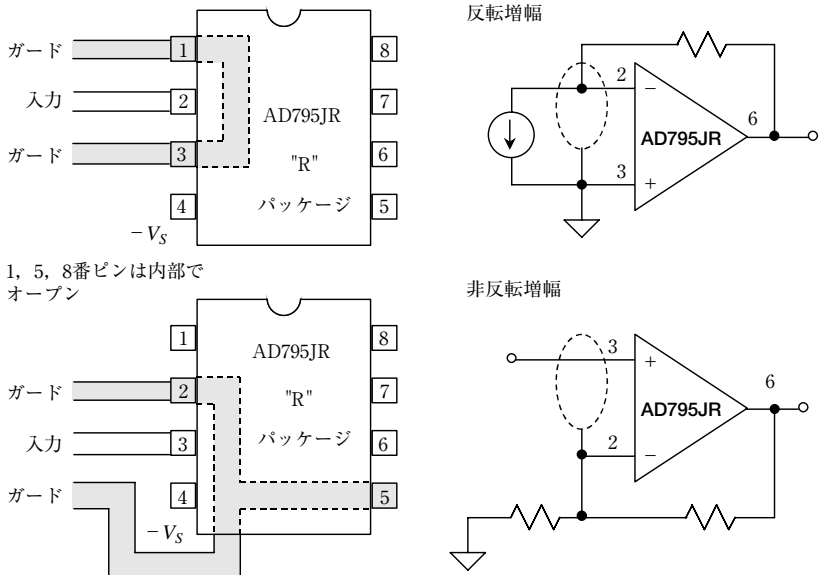 反転増幅
ガード
1
8
入力
2
7
AD795JR
ガード
3
6
"R"
4
パッケージ
5
−VS
2
−
6
AD795JR
3
+
1，5，8番ピンは内部で
オープン
非反転増幅
1
8
AD795JR
ガード
2
7
"R"
入力
3
パッケージ
6
ガード
4
5
−VS
3
+
6
AD795JR
2
−